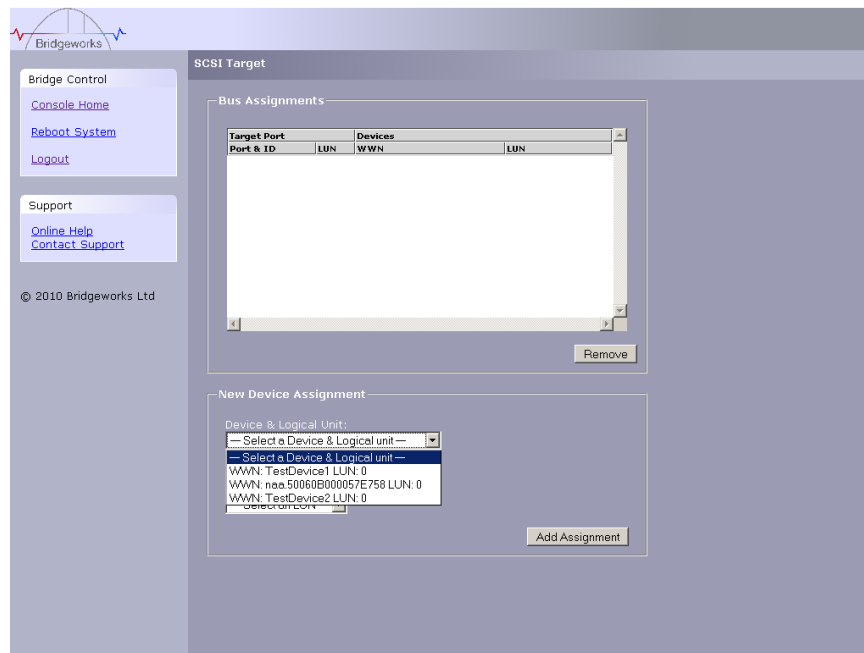 Bridgeworks
SCSI Target
Bridge Control
Console Home
Reboot System
Logout
Support
Online Help
Contact Support
© 2010 Bridgeworks Ltd
Bus Assignments
Target Port Devices
Port & ID LUN WWN LUN
Remove
New Device Assignment
Device & Logical Unit:
— Select a Device & Logical unit —
— Select a Device & Logical unit —
WWN: TestDevice1 LUN: 0
WWN: naa.50060B000057E758 LUN: 0
WWN: TestDevice2 LUN: 0
Select an LUN
Add Assignment